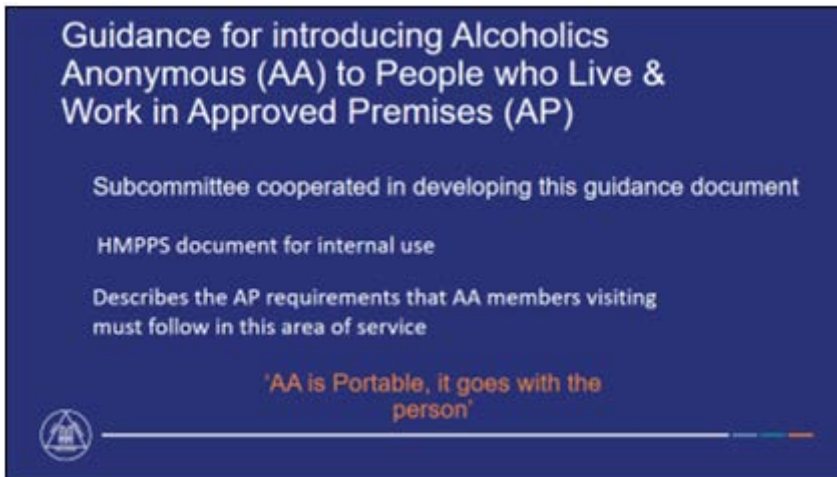 Guidance for introducing Alcoholics
Anonymous (AA) to People who Live &
Work in Approved Premises (AP)
Subcommittee cooperated in developing this guidance document
HMPPS document for internal use
Describes the AP requirements that AA members visiting
must follow in this area of service
'AA is Portable, it goes with the
person'